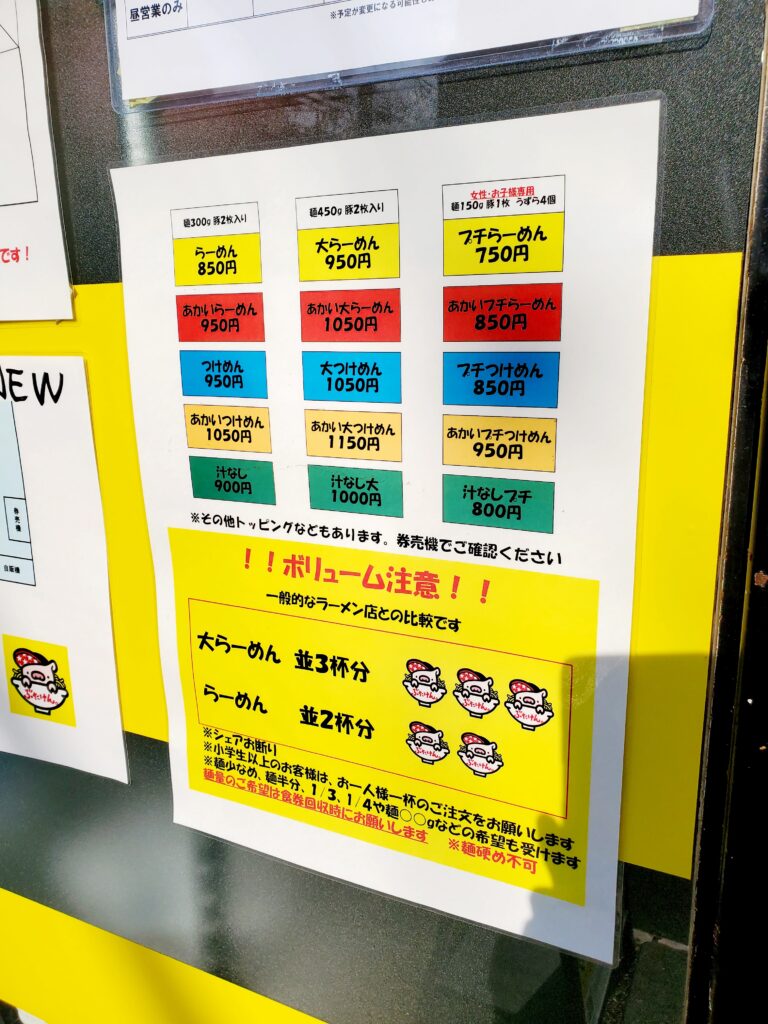 昼営業のみ
※予定が変更になる可能性も
です！
NEW
券売機
自販機
麺300g 豚2枚入り
らーめん
850円
あかいらーめん
950円
つけめん
950円
あかいつけめん
1050円
汁なし
900円
麺450g 豚2枚入り
大らーめん
950円
あかい大らーめん
1050円
大つけめん
1050円
あかい大つけめん
1150円
汁なし大
1000円
女性・お子様専用
麺150g 豚1枚 うずら4個
プチらーめん
750円
あかいプチらーめん
850円
プチつけめん
850円
あかいプチつけめん
950円
汁なしプチ
800円
※その他トッピングなどもあります。券売機でご確認ください
！！ボリューム注意！！
一般的なラーメン店との比較です
大らーめん 並3杯分
らーめん 並2杯分
※シェアお断り
※小学生以上のお客様は、お一人様一杯のご注文をお願いします
※麺少なめ、麺半分、1/3、1/4や麺〇〇gなどの希望も受けます
麺量のご希望は食券回収時にお願いします ※麺硬め不可